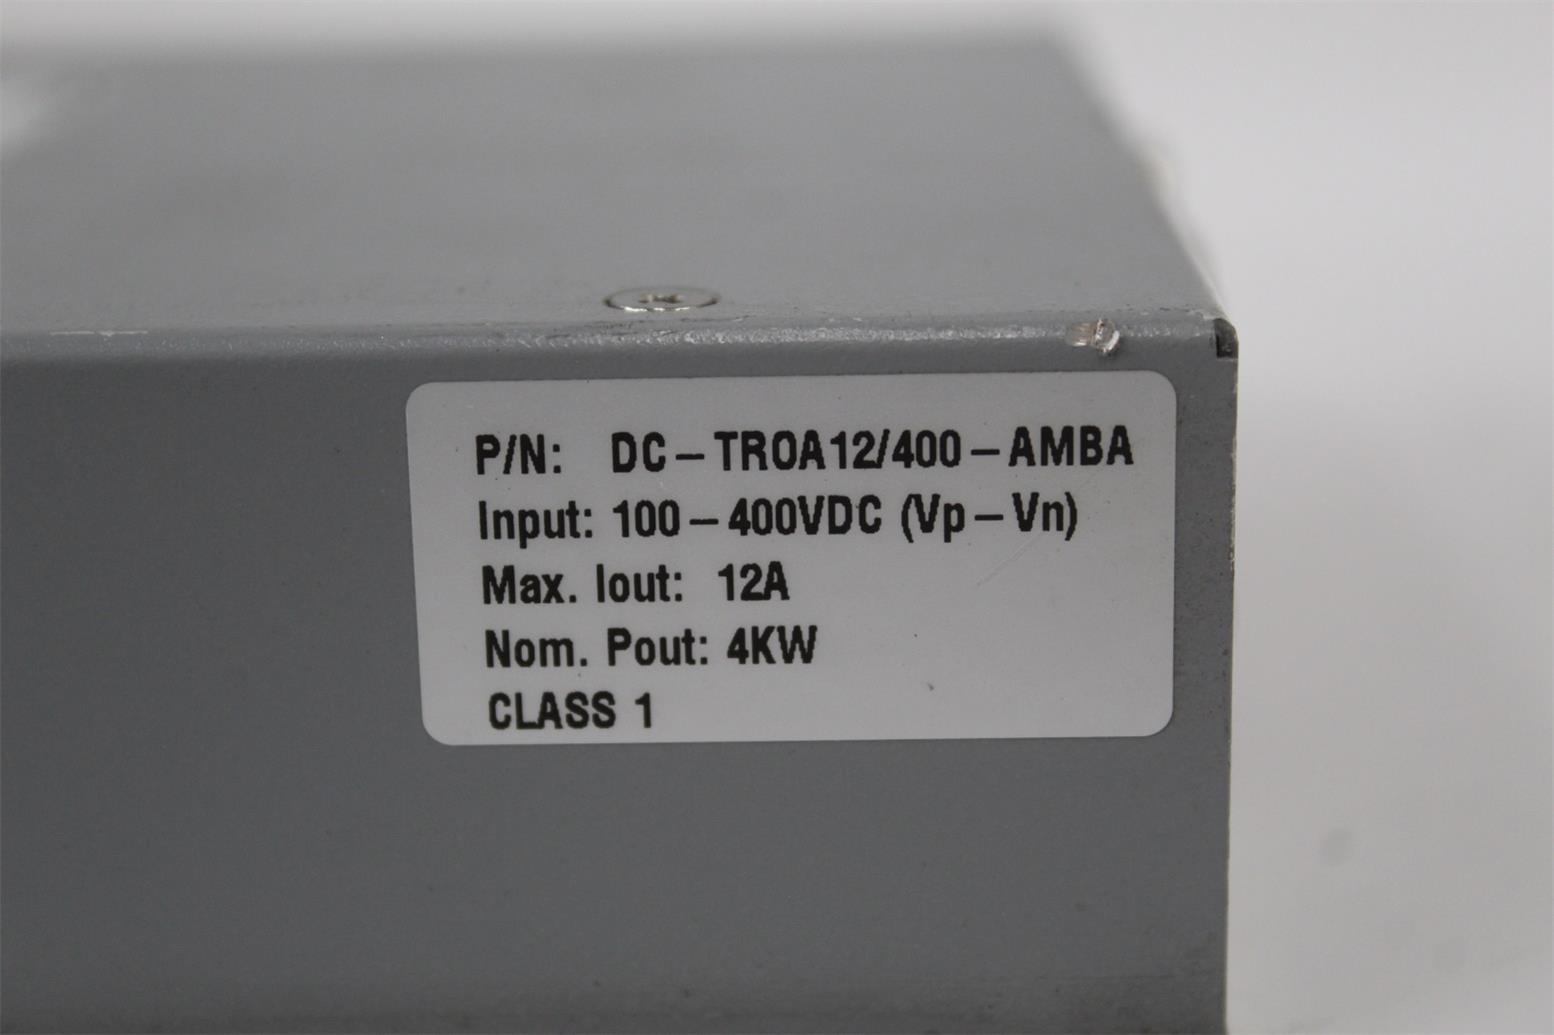 P/N: DC-TROA12/400-AMBA
Input: 100-400VDC (Vp-Vn)
Max. Iout: 12A
Nom. Pout: 4KW
CLASS 1